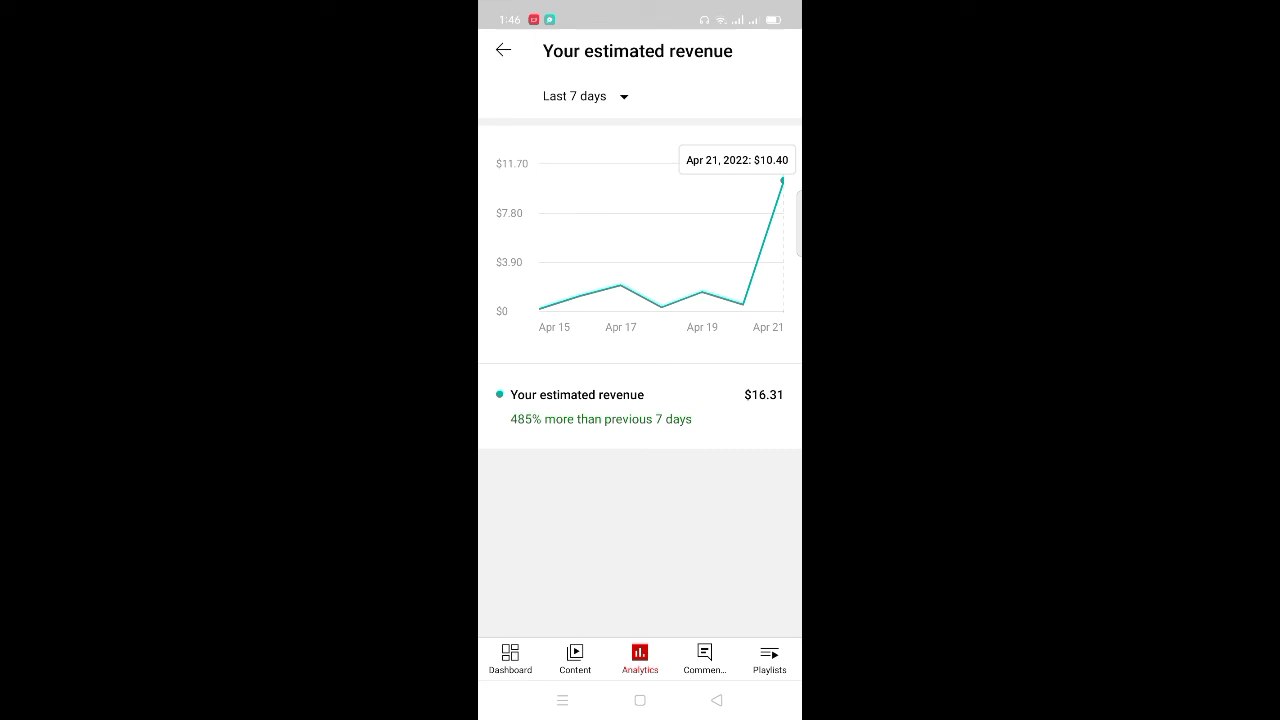 1:46
Your estimated revenue
Last 7 days
Apr 21, 2022: $10.40
$11.70
$7.80
$3.90
$0
Apr 15 Apr 17 Apr 19 Apr 21
Your estimated revenue $16.31
485% more than previous 7 days
Dashboard Content Analytics Commen... Playlists